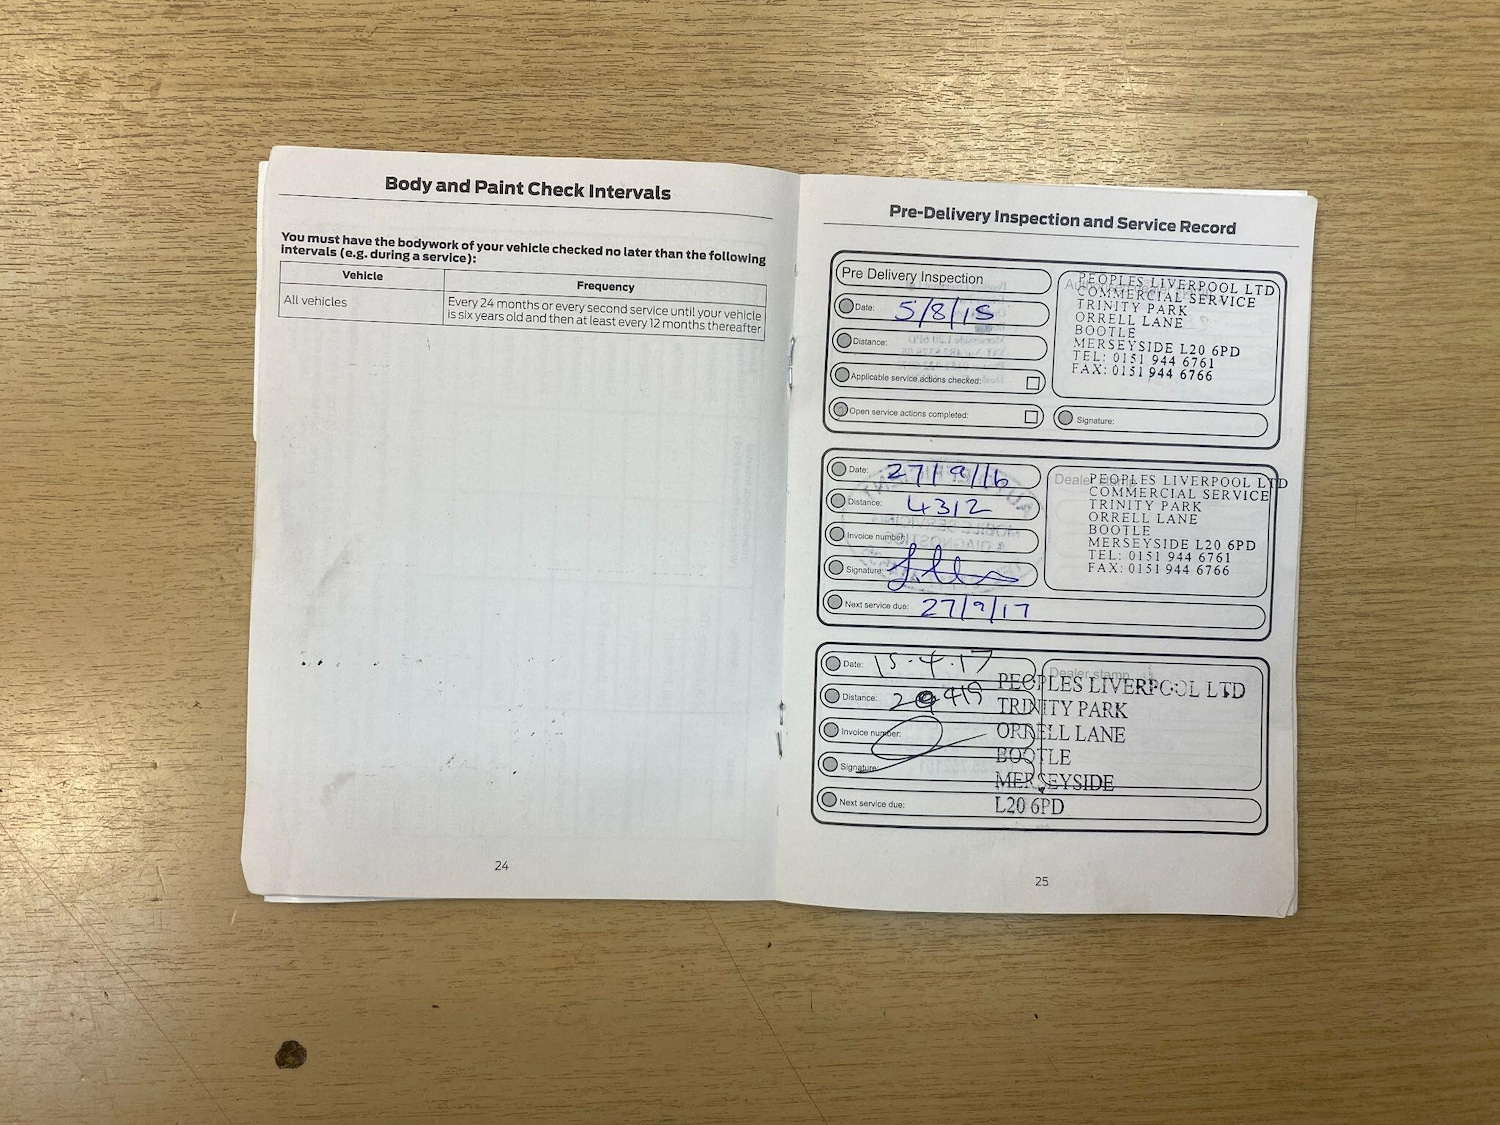 Body and Paint Check Intervals
You must have the bodywork of your vehicle checked no later than the following
intervals (e.g. during a service):
Vehicle
Frequency
All vehicles
Every 24 months or every second service until your vehicle
is six years old and then at least every 12 months thereafter
24
Pre-Delivery Inspection and Service Record
Pre Delivery Inspection
Date: 5/8/15
Distance:
Applicable service actions checked:
Open service actions completed:
PEOPLES LIVERPOOL LTD
COMMERCIAL SERVICE
TRINITY PARK
ORRELL LANE
BOOTLE
MERSEYSIDE L20 6PD
TEL: 0151 944 6761
FAX: 0151 944 6766
Signature:
Date: 27/9/16
Distance: 4312
Invoice number:
Signature:
Next service due: 27/9/17
Dealer stamp
PEOPLES LIVERPOOL LTD
COMMERCIAL SERVICE
TRINITY PARK
ORRELL LANE
BOOTLE
MERSEYSIDE L20 6PD
TEL: 0151 944 6761
FAX: 0151 944 6766
Date: 15.4.17
Distance:
Invoice number:
Signature:
Next service due:
Dealer stamp
PEOPLES LIVERPOOL LTD
TRINITY PARK
ORRELL LANE
BOOTLE
MERSEYSIDE
L20 6PD
25